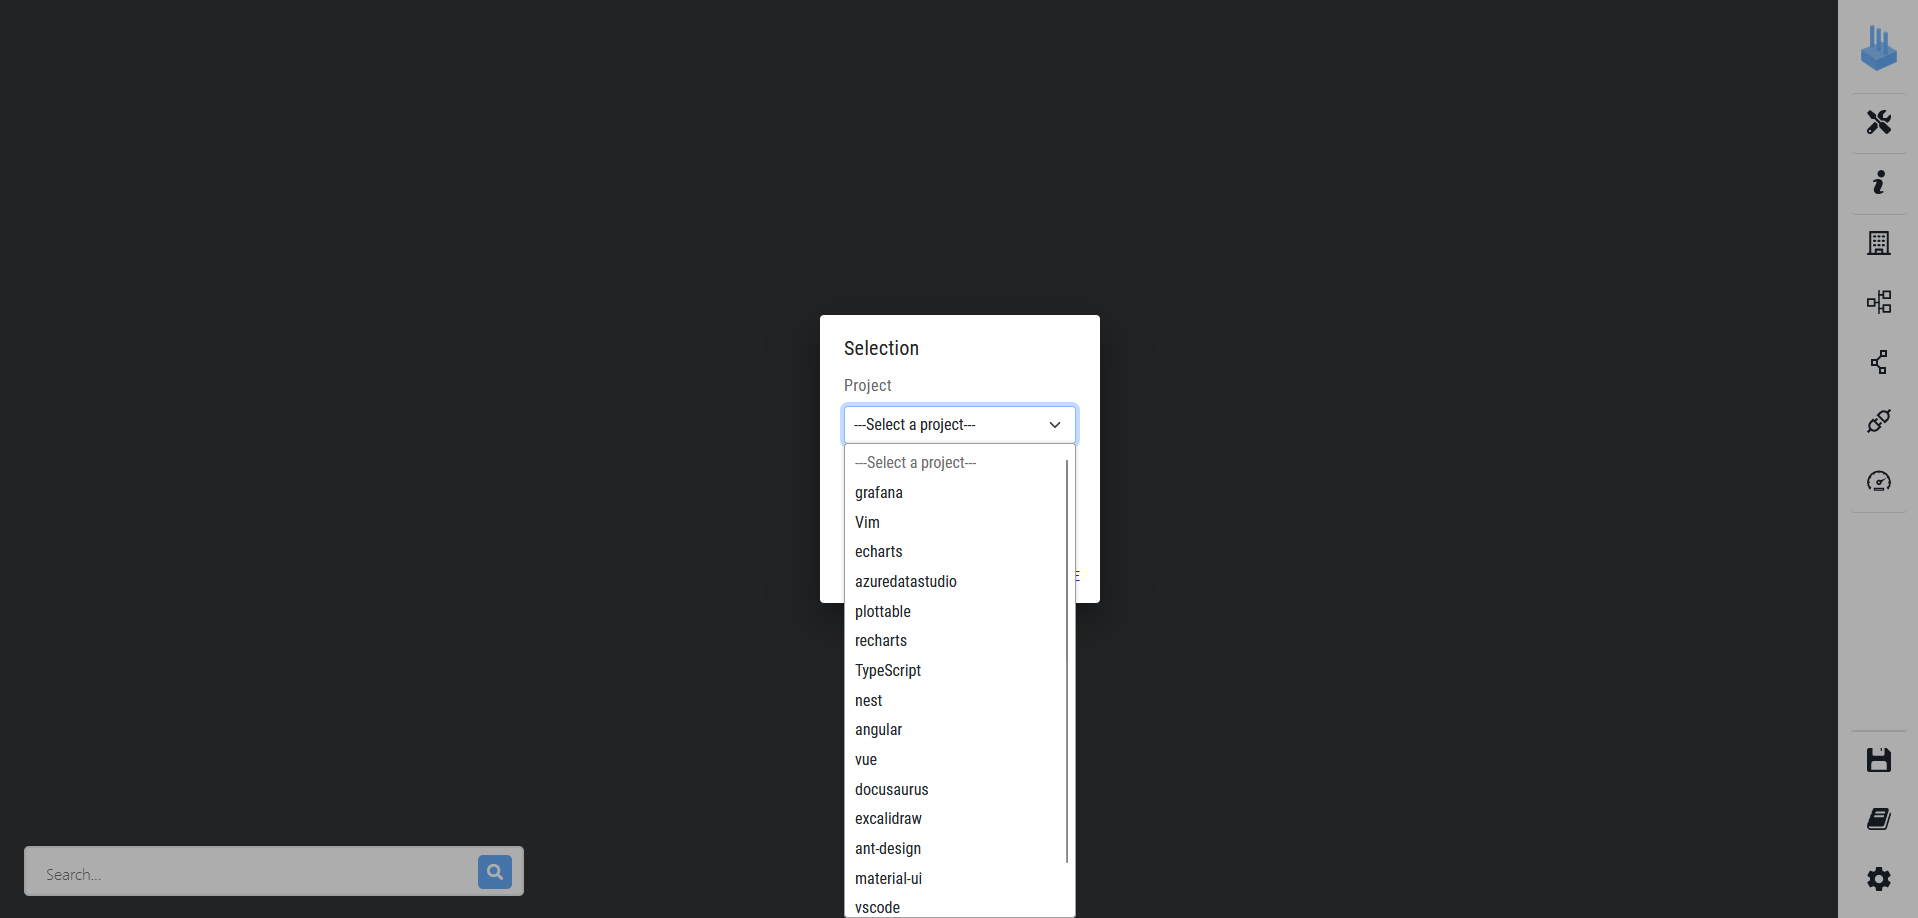 Selection
Project
---Select a project---
---Select a project---
grafana
Vim
echarts
azuredatastudio
plottable
recharts
TypeScript
nest
angular
vue
docusaurus
excalidraw
ant-design
material-ui
vscode
Search...